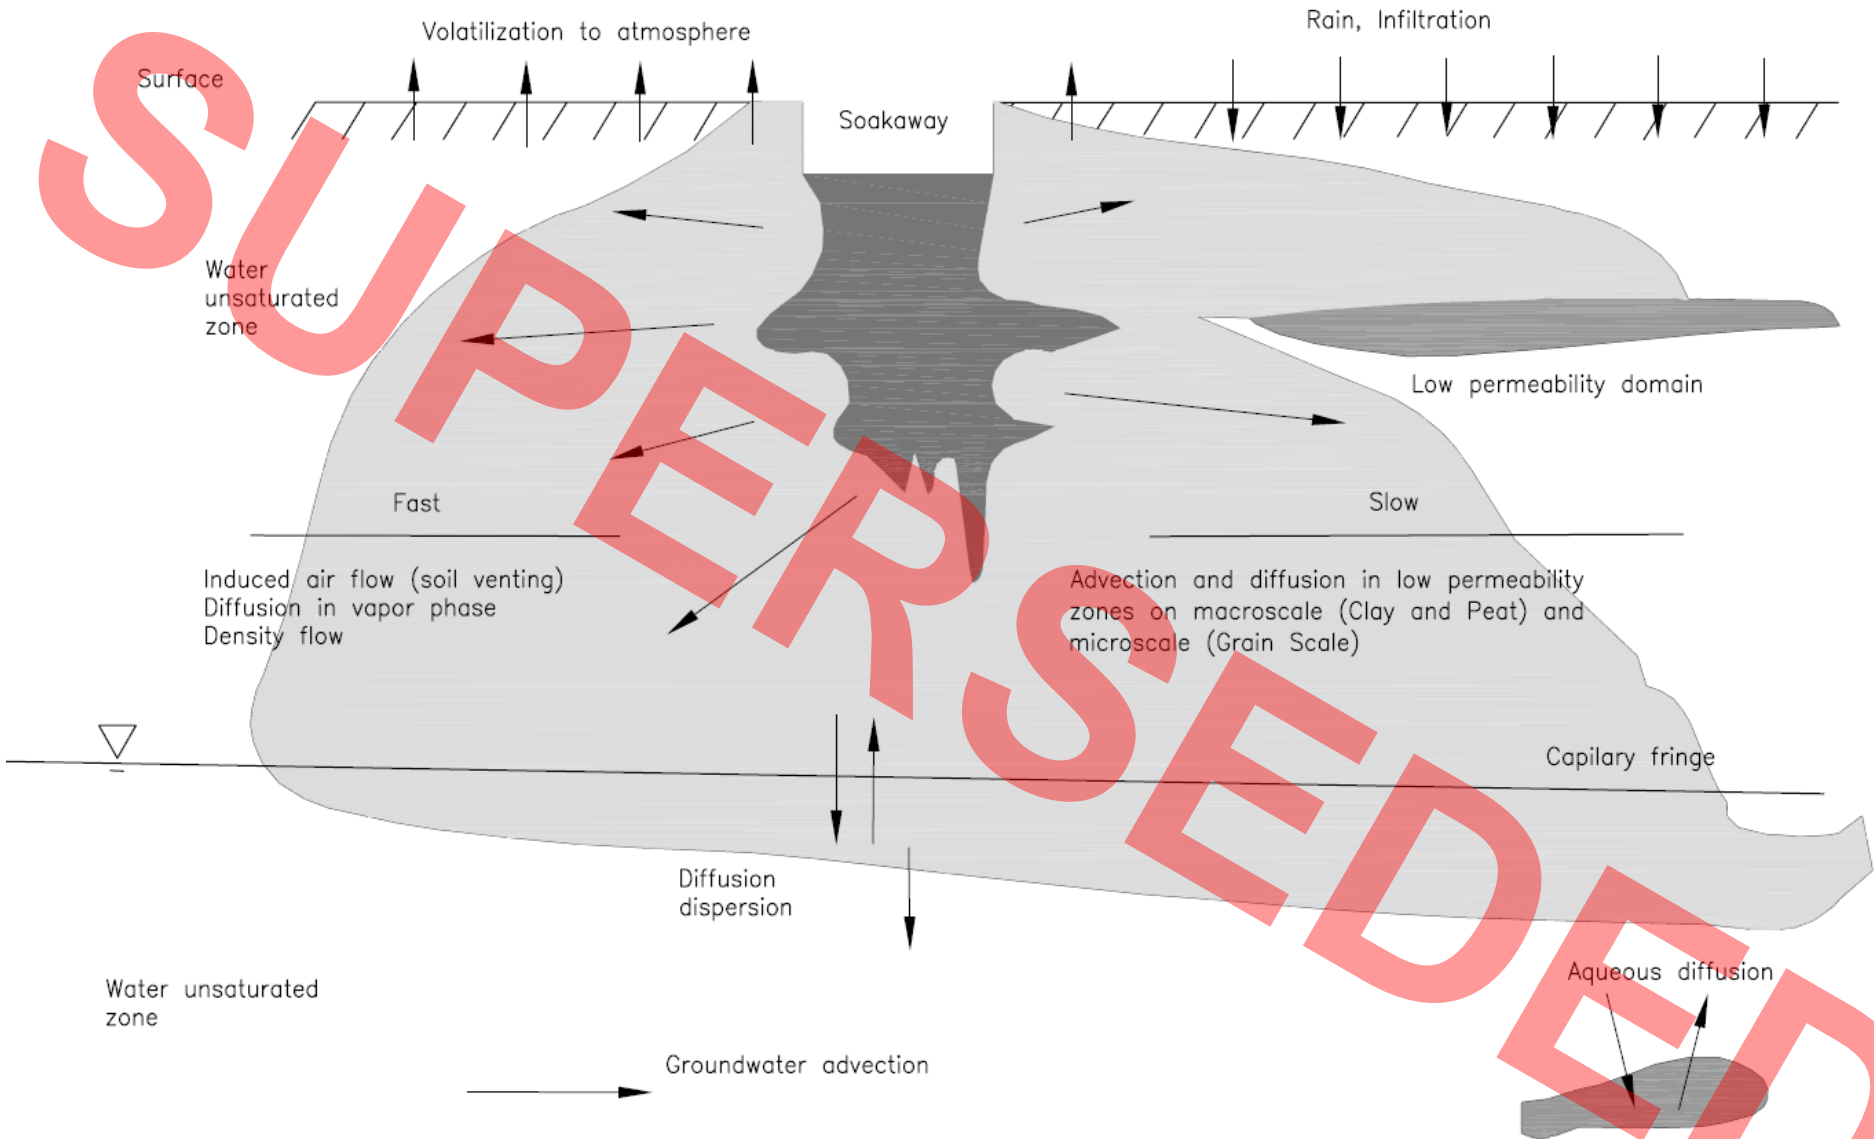 Volatilization to atmosphere
Rain, Infiltration
Surface
Soakaway
Water
unsaturated
zone
Low permeability domain
Fast
Slow
Induced air flow (soil venting)
Diffusion in vapor phase
Density flow
Advection and diffusion in low permeability
zones on macroscale (Clay and Peat) and
microscale (Grain Scale)
Capilary fringe
Diffusion
dispersion
Aqueous diffusion
Water unsaturated
zone
Groundwater advection
SUPERSEDED